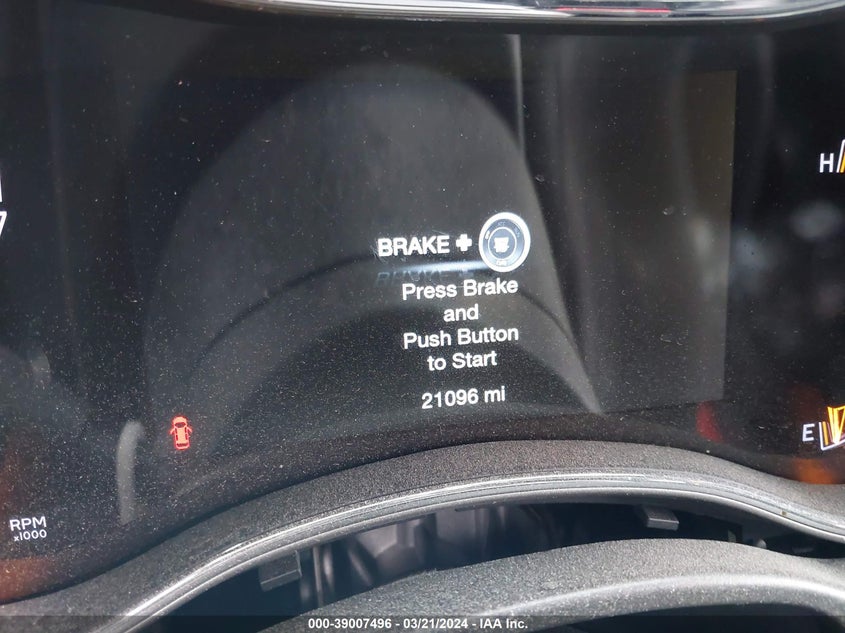 H
7
BRAKE +
Press Brake
and
Push Button
to Start
21096 mi
E
RPM
x1000
000-39007496 - 03/21/2024 - IAA Inc.